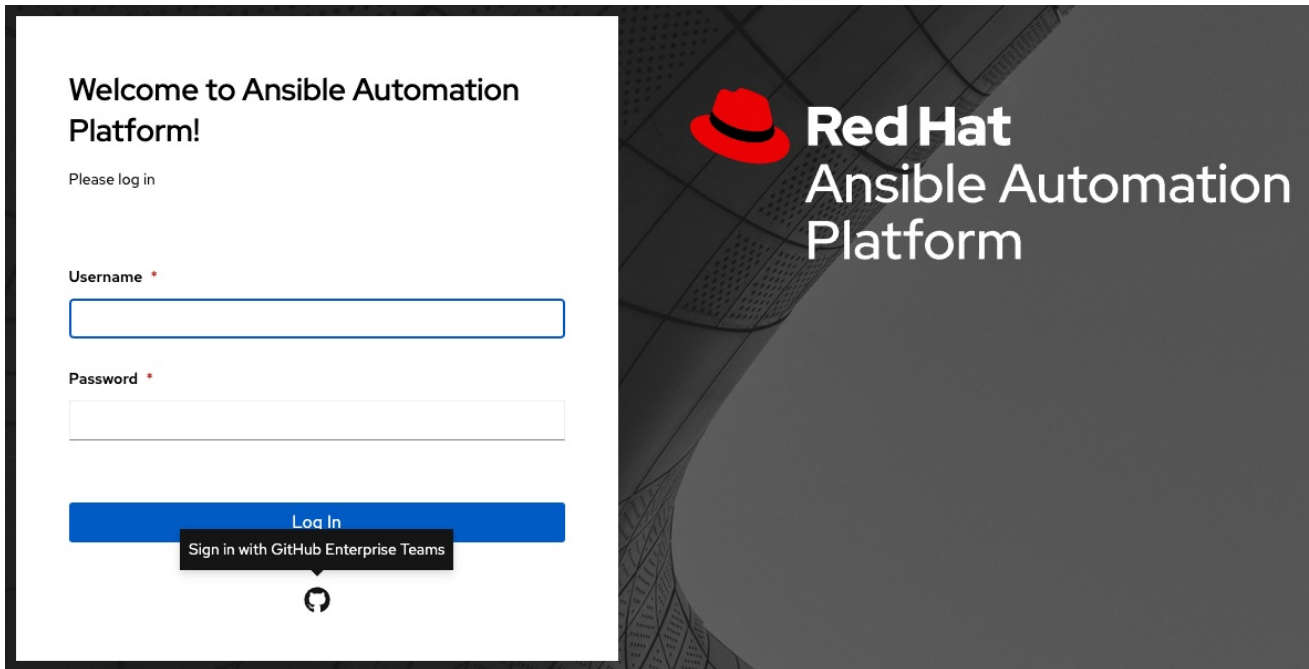 Welcome to Ansible Automation
Platform!
Please log in
Username *
Password *
Log In
Sign in with GitHub Enterprise Teams
Red Hat
Ansible Automation
Platform